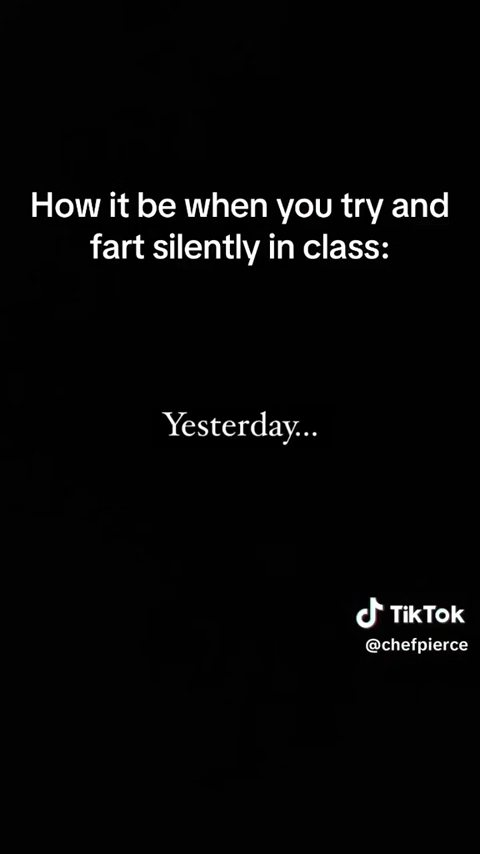 How it be when you try and
fart silently in class:
Yesterday...
TikTok
@chefpierce